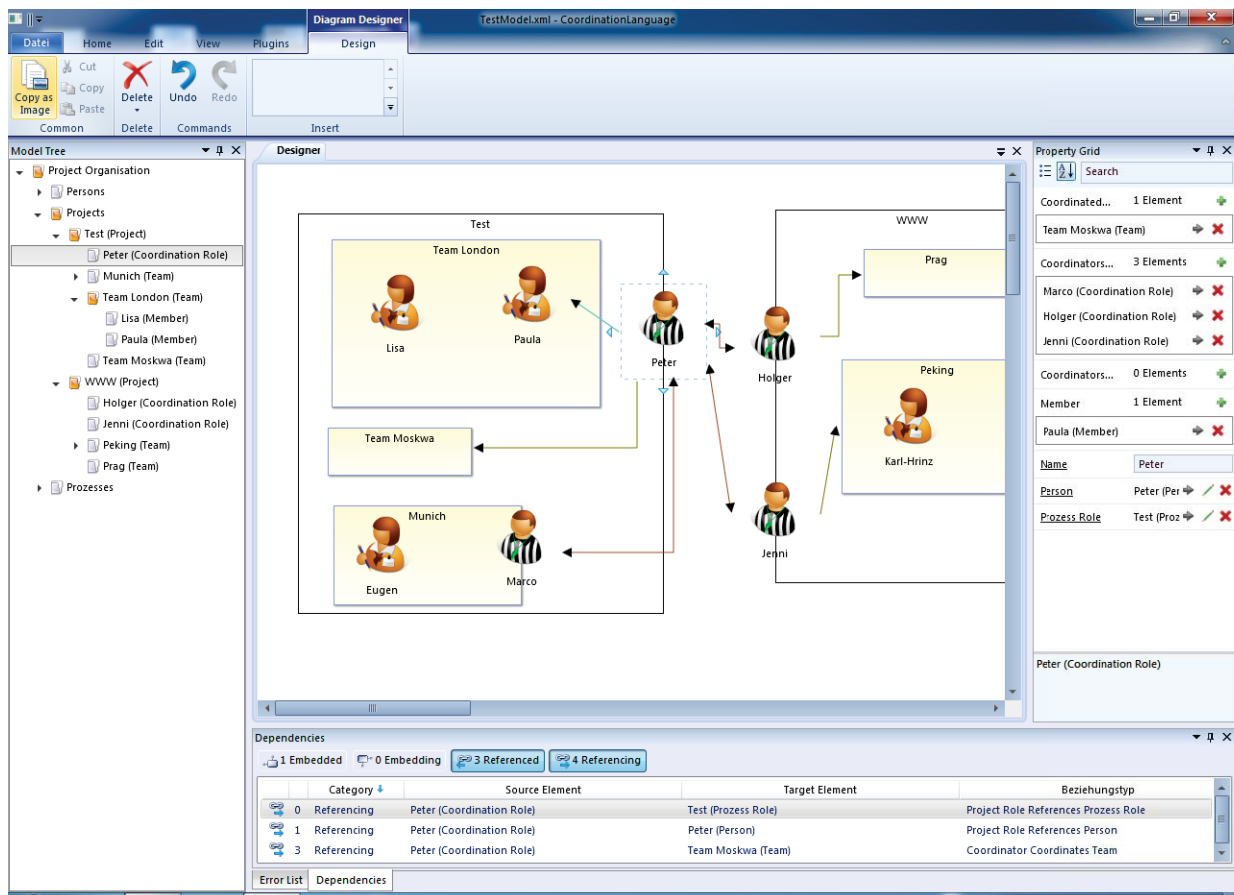 Diagram Designer
TestModel.xml - CoordinationLanguage
Datei Home Edit View Plugins Design
Copy as Image
Cut
Copy
Paste
Delete
Undo
Redo
Common Delete Commands Insert
Model Tree
Project Organisation
Persons
Projects
Test (Project)
Peter (Coordination Role)
Munich (Team)
Team London (Team)
Lisa (Member)
Paula (Member)
Team Moskwa (Team)
WWW (Project)
Holger (Coordination Role)
Jenni (Coordination Role)
Peking (Team)
Prag (Team)
Prozesses
Designer
Test
Team London
Lisa
Paula
Peter
Team Moskwa
Munich
Eugen
Marco
WWW
Prag
Holger
Peking
Karl-Hrinz
Jenni
Property Grid
Search
Coordinated... 1 Element
Team Moskwa (Team)
Coordinators... 3 Elements
Marco (Coordination Role)
Holger (Coordination Role)
Jenni (Coordination Role)
Coordinators... 0 Elements
Member 1 Element
Paula (Member)
Name Peter
Person Peter (Per
Prozess Role Test (Proz
Peter (Coordination Role)
Dependencies
1 Embedded 0 Embedding 3 Referenced 4 Referencing
Category Source Element Target Element Beziehungstyp
0 Referencing Peter (Coordination Role) Test (Prozess Role) Project Role References Prozess Role
1 Referencing Peter (Coordination Role) Peter (Person) Project Role References Person
3 Referencing Peter (Coordination Role) Team Moskwa (Team) Coordinator Coordinates Team
Error List Dependencies